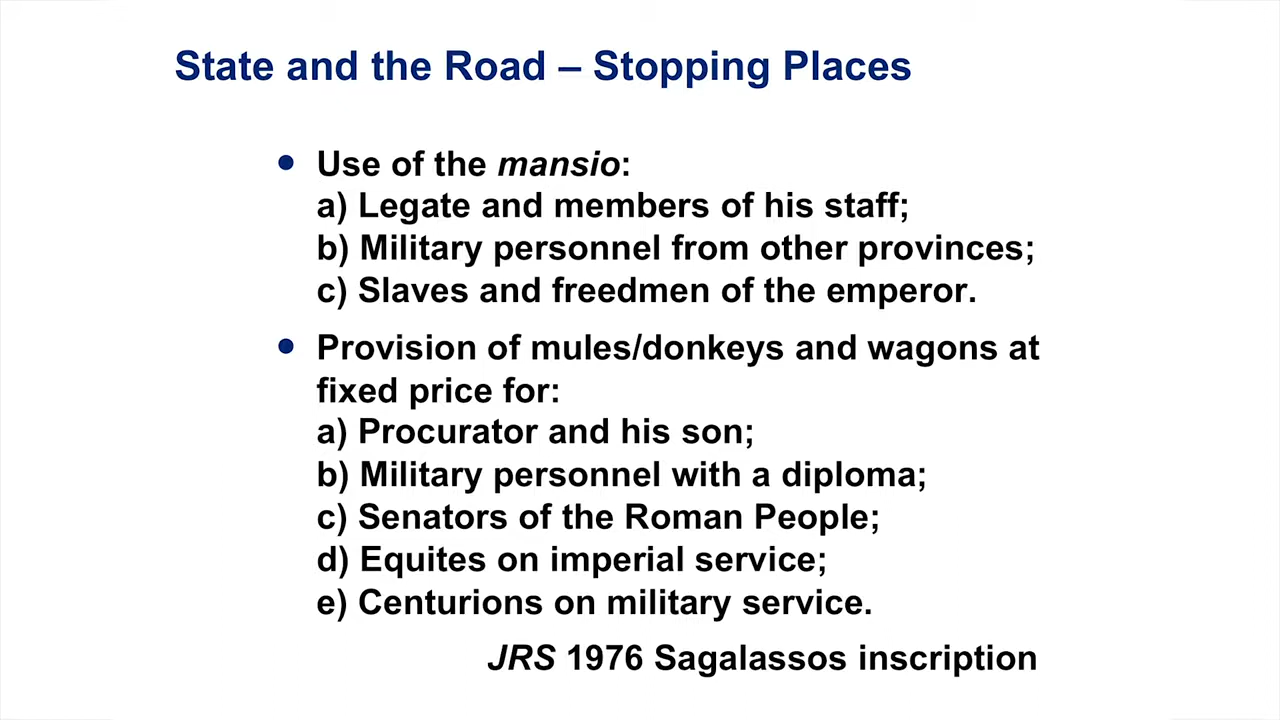 State and the Road – Stopping Places
• Use of the mansio:
a) Legate and members of his staff;
b) Military personnel from other provinces;
c) Slaves and freedmen of the emperor.
• Provision of mules/donkeys and wagons at
fixed price for:
a) Procurator and his son;
b) Military personnel with a diploma;
c) Senators of the Roman People;
d) Equites on imperial service;
e) Centurions on military service.
JRS 1976 Sagalassos inscription